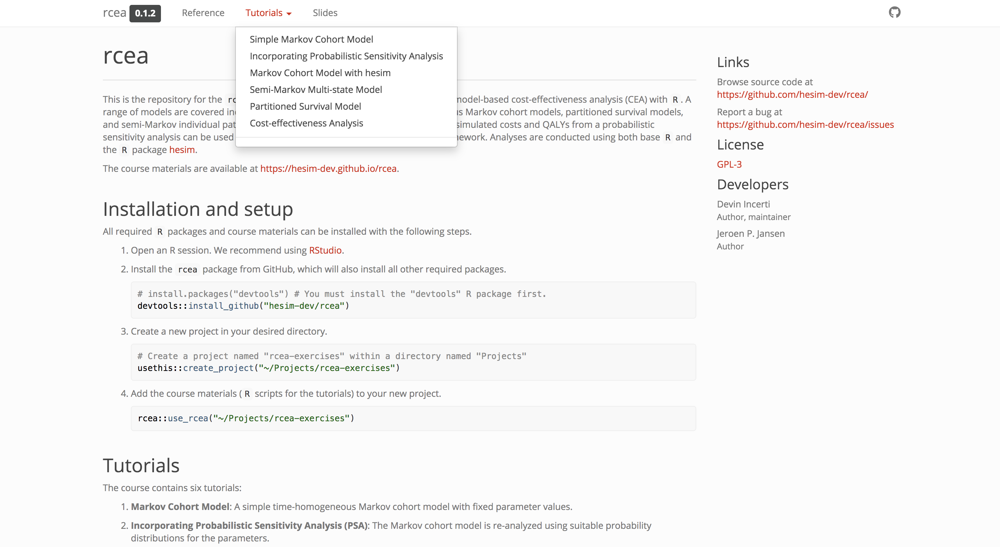 rcea 0.1.2 Reference Tutorials Slides
Simple Markov Cohort Model
Incorporating Probabilistic Sensitivity Analysis
Markov Cohort Model with hesim
Semi-Markov Multi-state Model
Partitioned Survival Model
Cost-effectiveness Analysis
rcea
This is the repository for the model-based cost-effectiveness analysis (CEA) with R. A
range of models are covered Markov cohort models, partitioned survival models,
and semi-Markov individual simulated costs and QALYs from a probabilistic
sensitivity analysis can be used Analyses are conducted using both base R and
the R package hesim.
The course materials are available at https://hesim-dev.github.io/rcea.
Installation and setup
All required R packages and course materials can be installed with the following steps.
1. Open an R session. We recommend using RStudio.
2. Install the rcea package from GitHub, which will also install all other required packages.
# install.packages("devtools") # You must install the "devtools" R package first.
devtools::install_github("hesim-dev/rcea")
3. Create a new project in your desired directory.
# Create a project named "rcea-exercises" within a directory named "Projects"
usethis::create_project("~/Projects/rcea-exercises")
4. Add the course materials ( R scripts for the tutorials) to your new project.
rcea::use_rcea("~/Projects/rcea-exercises")
Tutorials
The course contains six tutorials:
1. Markov Cohort Model: A simple time-homogeneous Markov cohort model with fixed parameter values.
2. Incorporating Probabilistic Sensitivity Analysis (PSA): The Markov cohort model is re-analyzed using suitable probability
distributions for the parameters.
Links
Browse source code at
https://github.com/hesim-dev/rcea/
Report a bug at
https://github.com/hesim-dev/rcea/issues
License
GPL-3
Developers
Devin Incerti
Author, maintainer
Jeroen P. Jansen
Author